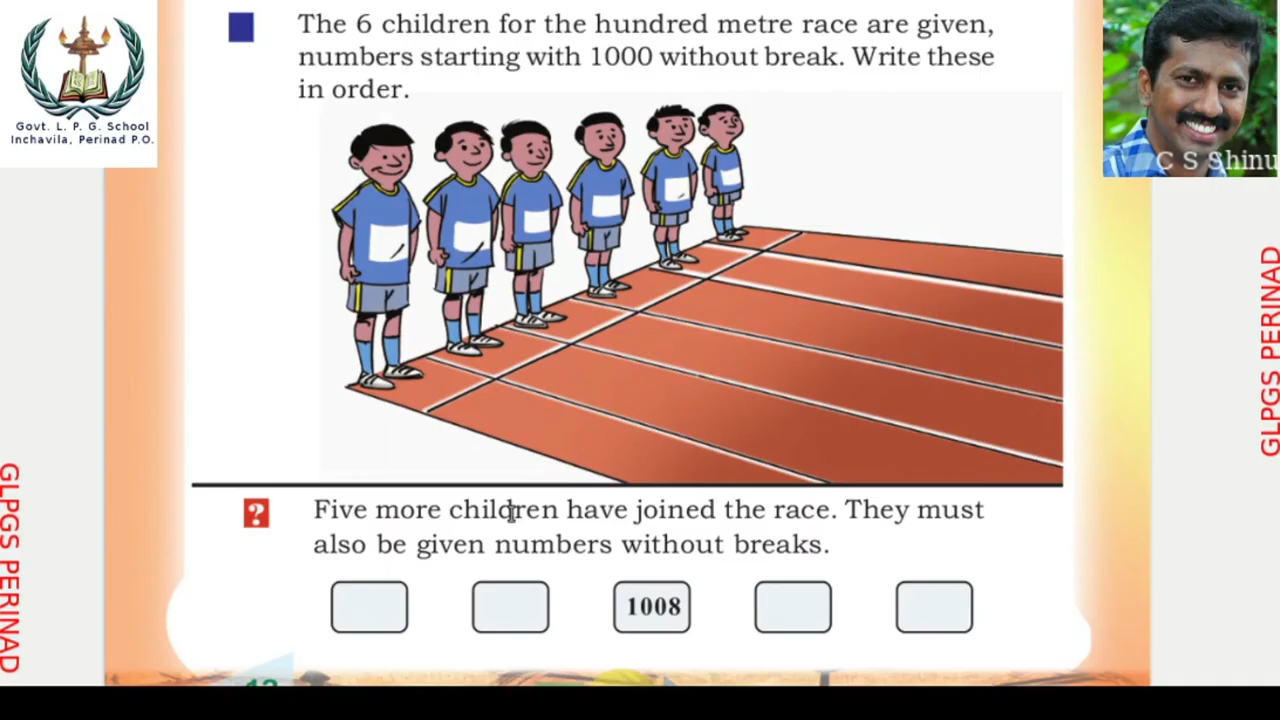 Govt. L. P. G. School
Inchavila, Perinad P.O.
The 6 children for the hundred metre race are given,
numbers starting with 1000 without break. Write these
in order.
C S Shinu
GLPGS PERINAD
GLPGS PERINAD
? Five more children have joined the race. They must
also be given numbers without breaks.
1008